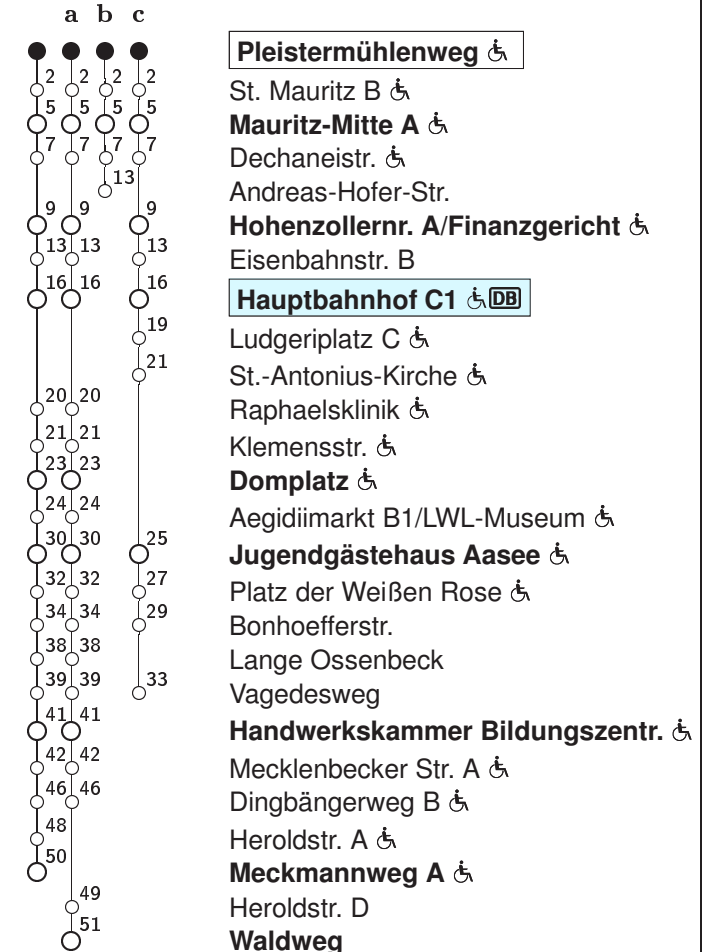 a b c
Pleistermühlenweg
2 2 2 2 St. Mauritz B
5 5 5 5 Mauritz-Mitte A
7 7 7 7 Dechaneistr.
13 Andreas-Hofer-Str.
9 9 9 Hohenzollernr. A/Finanzgericht
13 13 13 Eisenbahnstr. B
16 16 16 Hauptbahnhof C1 DB
19 Ludgeriplatz C
21 St.-Antonius-Kirche
20 20 Raphaelsklinik
21 21 Klemensstr.
23 23 Domplatz
24 24 Aegidiimarkt B1/LWL-Museum
30 30 25 Jugendgästehaus Aasee
32 32 27 Platz der Weißen Rose
34 34 29 Bonhoefferstr.
38 38 Lange Ossenbeck
39 39 33 Vagedesweg
41 41 Handwerkskammer Bildungszentr.
42 42 Mecklenbecker Str. A
46 46 Dingbängerweg B
48 Heroldstr. A
50 Meckmannweg A
49 Heroldstr. D
51 Waldweg